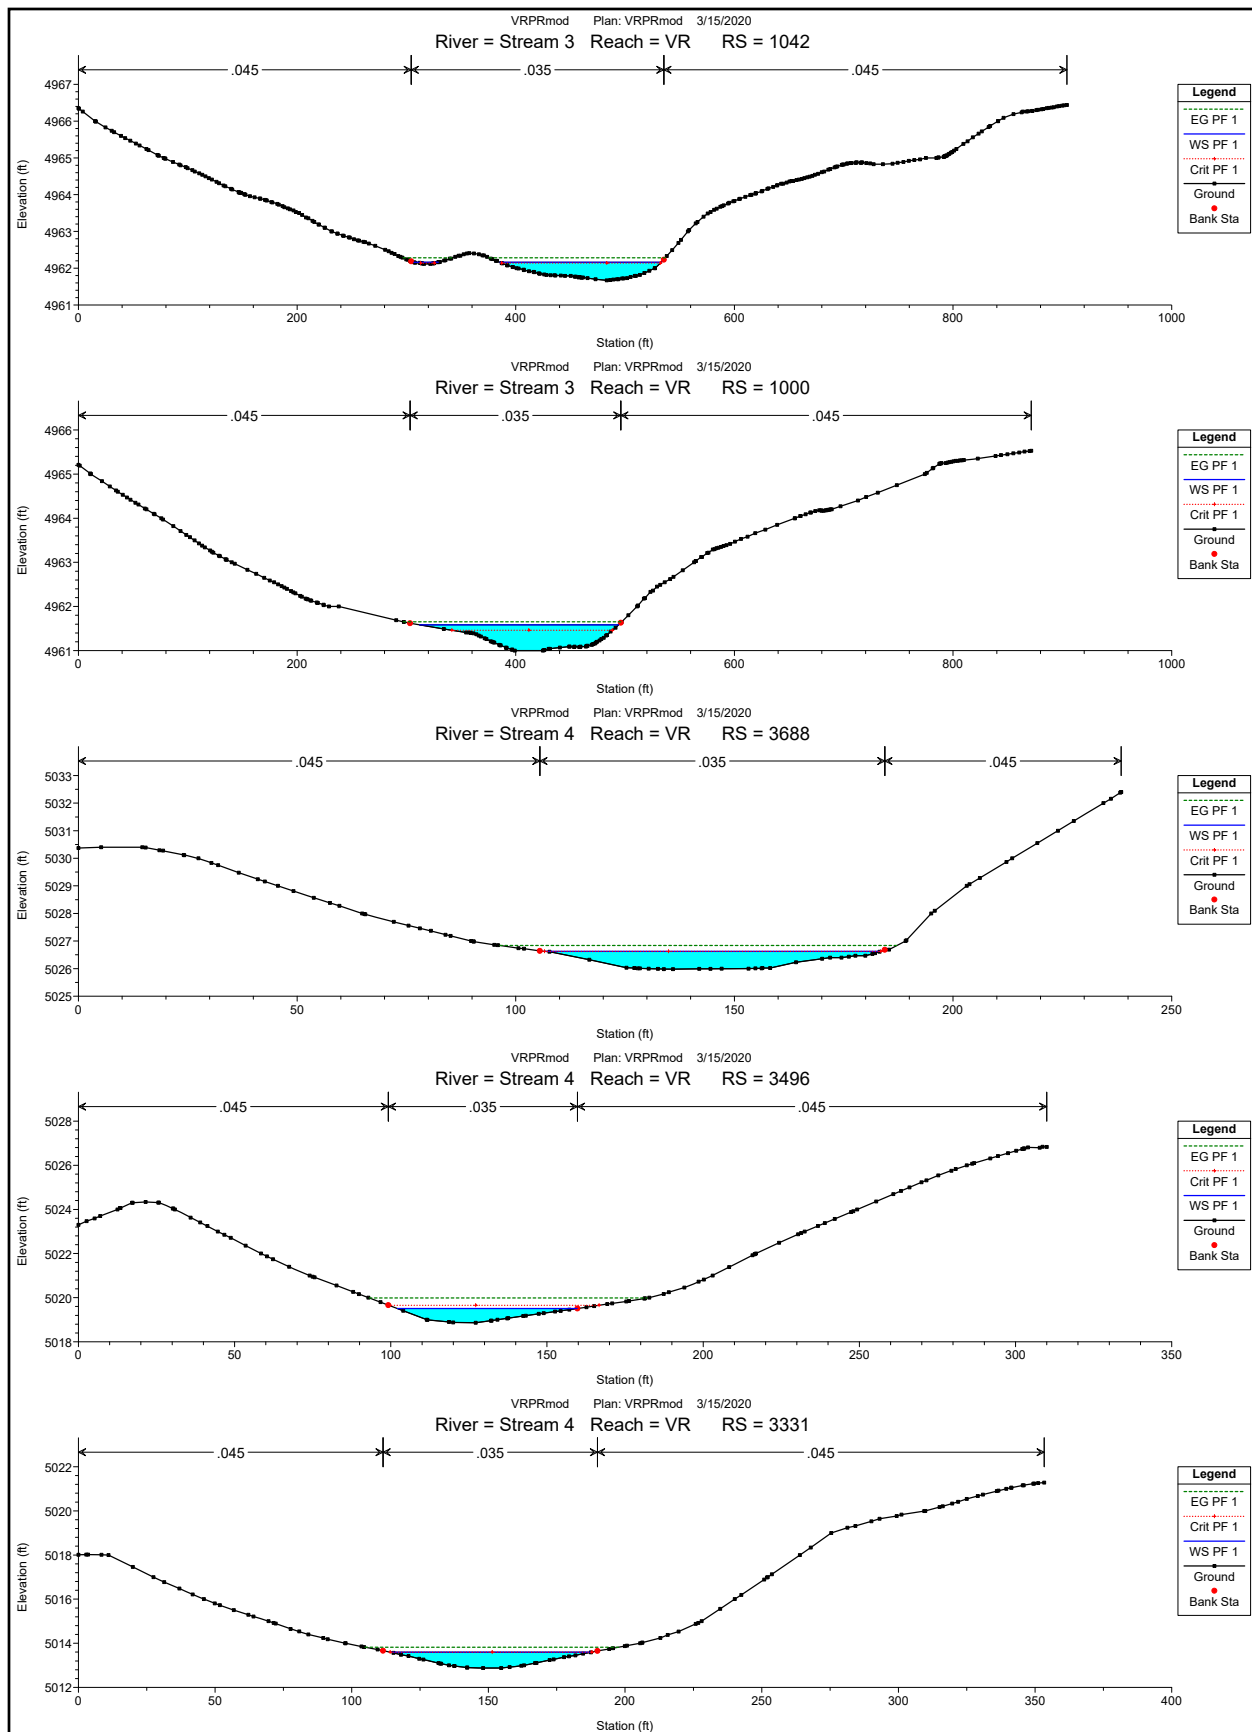 VRPRmod Plan: VRPRmod 3/15/2020
River = Stream 3 Reach = VR RS = 1042
.045 .035 .045
4967
4966
4965
4964
4963
4962
4961
Elevation (ft)
0 200 400 600 800 1000
Station (ft)
Legend
EG PF 1
WS PF 1
Crit PF 1
Ground
Bank Sta
VRPRmod Plan: VRPRmod 3/15/2020
River = Stream 3 Reach = VR RS = 1000
.045 .035 .045
4966
4965
4964
4963
4962
4961
Elevation (ft)
0 200 400 600 800 1000
Station (ft)
Legend
EG PF 1
WS PF 1
Crit PF 1
Ground
Bank Sta
VRPRmod Plan: VRPRmod 3/15/2020
River = Stream 4 Reach = VR RS = 3688
.045 .035 .045
5033
5032
5031
5030
5029
5028
5027
5026
5025
Elevation (ft)
0 50 100 150 200 250
Station (ft)
Legend
EG PF 1
WS PF 1
Crit PF 1
Ground
Bank Sta
VRPRmod Plan: VRPRmod 3/15/2020
River = Stream 4 Reach = VR RS = 3496
.045 .035 .045
5028
5026
5024
5022
5020
5018
Elevation (ft)
0 50 100 150 200 250 300 350
Station (ft)
Legend
EG PF 1
Crit PF 1
WS PF 1
Ground
Bank Sta
VRPRmod Plan: VRPRmod 3/15/2020
River = Stream 4 Reach = VR RS = 3331
.045 .035 .045
5022
5020
5018
5016
5014
5012
Elevation (ft)
0 50 100 150 200 250 300 350 400
Station (ft)
Legend
EG PF 1
Crit PF 1
WS PF 1
Ground
Bank Sta